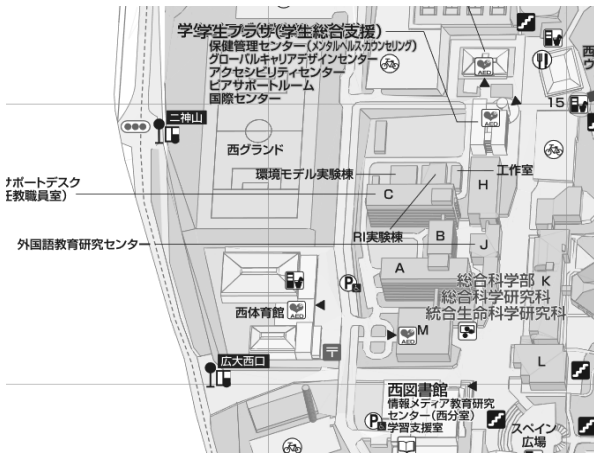 学学生プラザ(学生総合支援)
保健管理センター(メンタルヘルス・カウンセリング)
グローバルキャリアデザインセンター
アクセシビリティセンター
ピアサポートルーム
国際センター
西
ウ
15
AED
AED
二神山
西グランド
環境モデル実験棟
工作室
サポートデスク
任教職員室)
C
H
RI実験棟
B
J
外国語教育研究センター
A
総合科学部 K
総合科学研究科
統合生命科学研究科
P
西体育館
AED
AED
M
〒
広大西口
L
西図書館
情報メディア教育研究
センター(西分室)
学習支援室
P
スペイン
広場